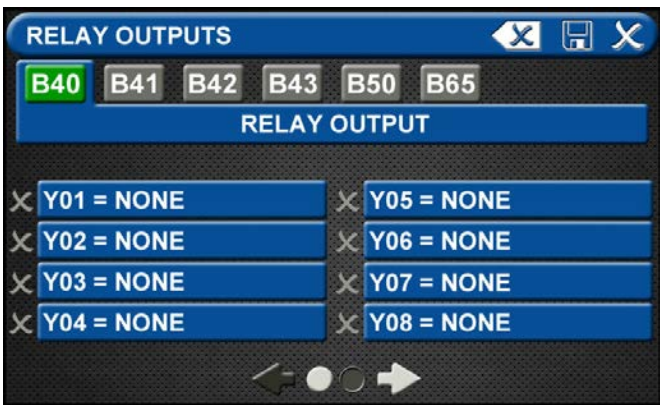 RELAY OUTPUTS
B40 B41 B42 B43 B50 B65
RELAY OUTPUT
Y01 = NONE Y05 = NONE
Y02 = NONE Y06 = NONE
Y03 = NONE Y07 = NONE
Y04 = NONE Y08 = NONE